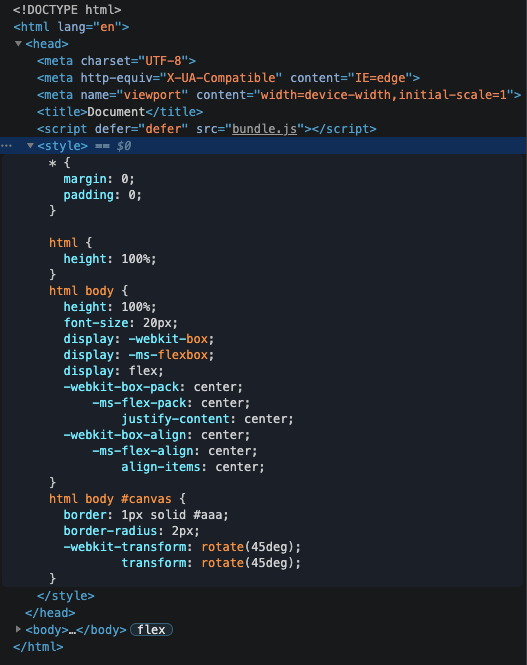 <!DOCTYPE html>
<html lang="en">
▼<head>
<meta charset="UTF-8">
<meta http-equiv="X-UA-Compatible" content="IE=edge">
<meta name="viewport" content="width=device-width,initial-scale=1">
<title>Document</title>
<script defer="defer" src="bundle.js"></script>
⋯ ▼<style> == $0
* {
margin: 0;
padding: 0;
}
html {
height: 100%;
}
html body {
height: 100%;
font-size: 20px;
display: -webkit-box;
display: -ms-flexbox;
display: flex;
-webkit-box-pack: center;
-ms-flex-pack: center;
justify-content: center;
-webkit-box-align: center;
-ms-flex-align: center;
align-items: center;
}
html body #canvas {
border: 1px solid #aaa;
border-radius: 2px;
-webkit-transform: rotate(45deg);
transform: rotate(45deg);
}
</style>
</head>
▶<body>…</body> flex
</html>